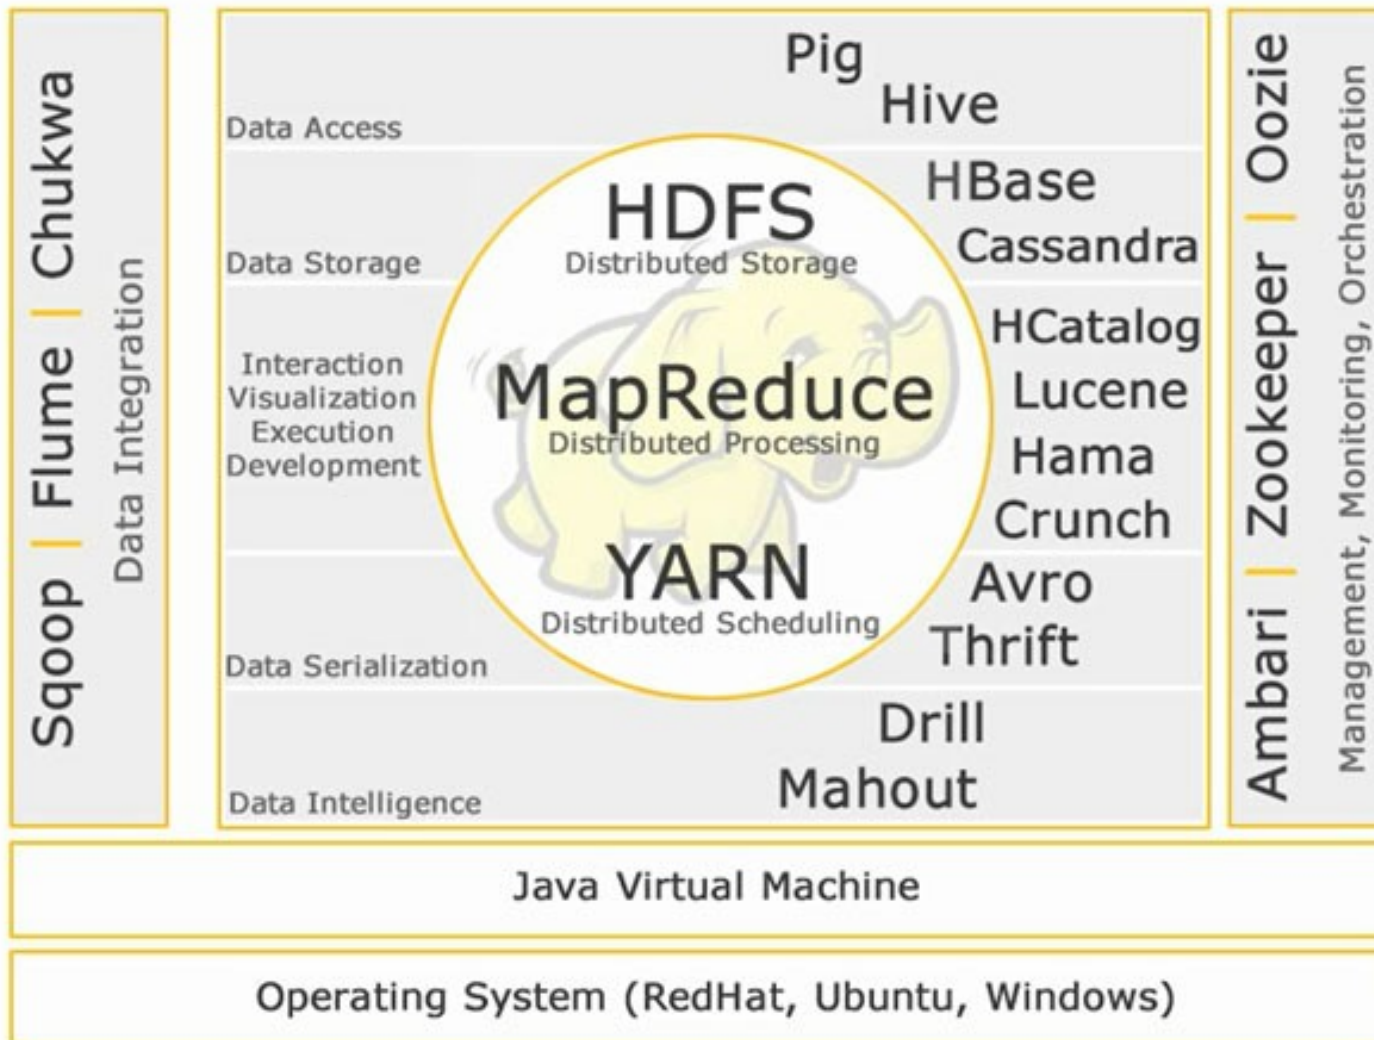 Sqoop | Flume | Chukwa
Data Integration
Pig
Hive
Data Access
HBase
Cassandra
Data Storage
HDFS
Distributed Storage
MapReduce
Distributed Processing
YARN
Distributed Scheduling
Interaction
Visualization
Execution
Development
HCatalog
Lucene
Hama
Crunch
Avro
Thrift
Data Serialization
Drill
Mahout
Data Intelligence
Ambari | Zookeeper | Oozie
Management, Monitoring, Orchestration
Java Virtual Machine
Operating System (RedHat, Ubuntu, Windows)